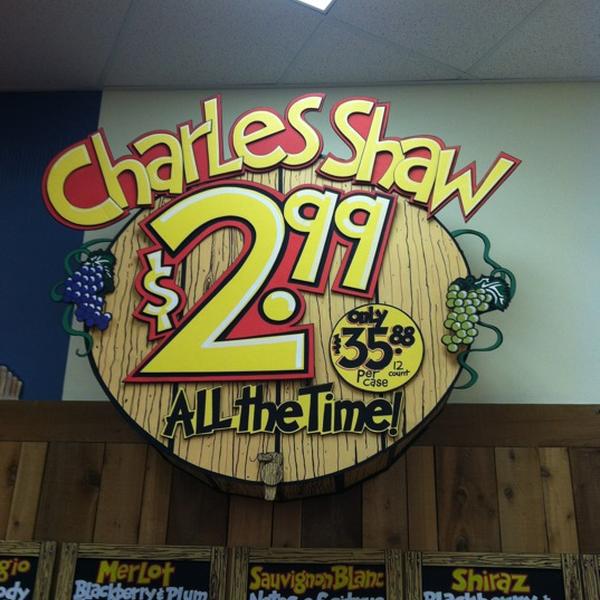 Charles Shaw
$2.99
only
$35.88
per 12
case count
ALL the Time!
Merlot
Blackberry & Plum
Sauvignon Blanc
Shiraz